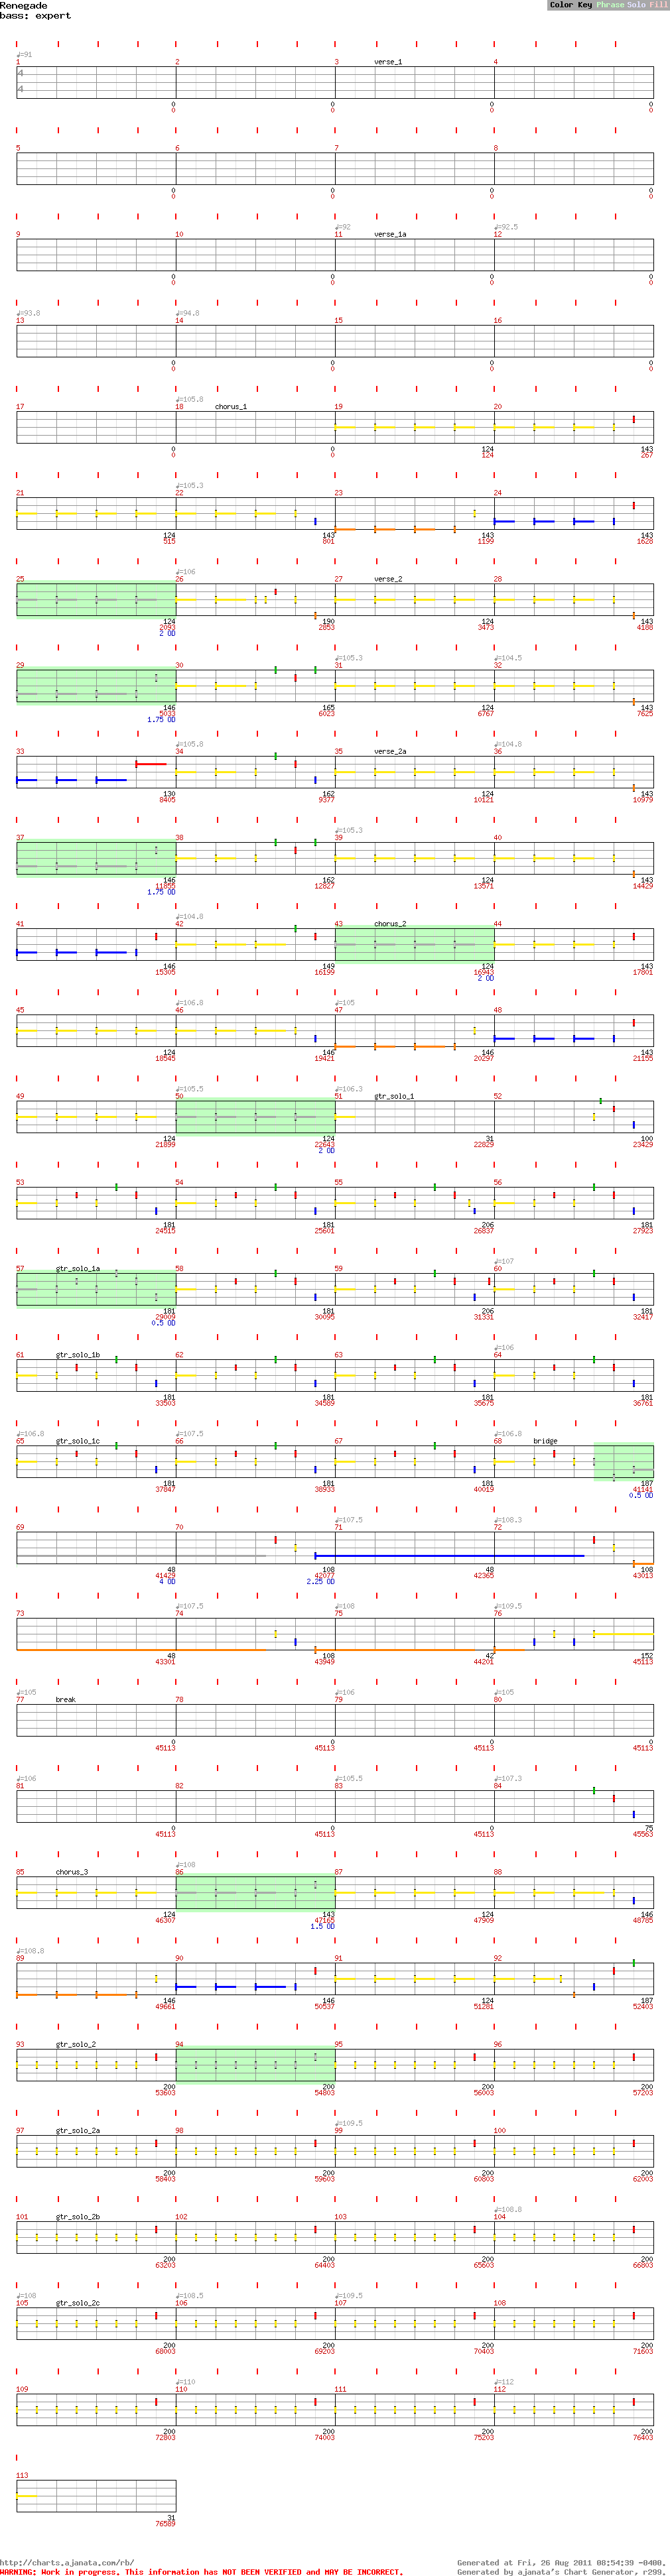 Renegade
Color Key Phrase Solo Fill
bass: expert
♩=91
1 2 3 verse_1 4
4
4
0 0 0 0
0 0 0 0
5 6 7 8
0 0 0 0
0 0 0 0
♩=92 ♩=92.5
9 10 11 verse_1a 12
0 0 0 0
0 0 0 0
♩=93.8 ♩=94.8
13 14 15 16
0 0 0 0
0 0 0 0
♩=105.8
17 18 chorus_1 19 20
0 0 124 143
0 0 124 267
♩=105.3
21 22 23 24
124 143 143 143
515 801 1199 1628
♩=106
25 26 27 verse_2 28
124 190 124 143
2093 2853 3473 4188
2 OD
♩=105.3 ♩=104.5
29 30 31 32
146 165 124 143
5033 6023 6767 7625
1.75 OD
♩=105.8 ♩=104.8
33 34 35 verse_2a 36
130 162 124 143
8405 9377 10121 10979
♩=105.3
37 38 39 40
146 162 124 143
11855 12827 13571 14429
1.75 OD
♩=104.8
41 42 43 chorus_2 44
146 149 124 143
15305 16199 16943 17801
2 OD
♩=106.8 ♩=105
45 46 47 48
124 146 146 143
18545 19421 20297 21155
♩=105.5 ♩=106.3
49 50 51 gtr_solo_1 52
124 124 31 100
21899 22643 22829 23429
2 OD
53 54 55 56
181 181 206 181
24515 25601 26837 27923
♩=107
57 gtr_solo_1a 58 59 60
181 181 206 181
29009 30095 31331 32417
0.5 OD
♩=106
61 gtr_solo_1b 62 63 64
181 181 181 181
33503 34589 35675 36761
♩=106.8 ♩=107.5 ♩=106.8
65 gtr_solo_1c 66 67 68 bridge
181 181 181 187
37847 38933 40019 41141
0.5 OD
♩=107.5 ♩=108.3
69 70 71 72
48 108 48 108
41429 42077 42365 43013
4 OD 2.25 OD
♩=107.5 ♩=108 ♩=109.5
73 74 75 76
48 108 42 152
43301 43949 44201 45113
♩=105 ♩=106 ♩=105
77 break 78 79 80
0 0 0 0
45113 45113 45113 45113
♩=106 ♩=105.5 ♩=107.3
81 82 83 84
0 0 0 75
45113 45113 45113 45563
♩=108
85 chorus_3 86 87 88
124 143 124 146
46307 47165 47909 48785
1.5 OD
♩=108.8
89 90 91 92
146 146 124 187
49661 50537 51281 52403
93 gtr_solo_2 94 95 96
200 200 200 200
53603 54803 56003 57203
♩=109.5
97 gtr_solo_2a 98 99 100
200 200 200 200
58403 59603 60803 62003
♩=108.8
101 gtr_solo_2b 102 103 104
200 200 200 200
63203 64403 65603 66803
♩=108 ♩=108.5 ♩=109.5
105 gtr_solo_2c 106 107 108
200 200 200 200
68003 69203 70403 71603
♩=110 ♩=112
109 110 111 112
200 200 200 200
72803 74003 75203 76403
113
31
76589
http://charts.ajanata.com/rb/
Generated at Fri, 26 Aug 2011 08:54:39 -0400.
WARNING: Work in progress. This information has NOT BEEN VERIFIED and MAY BE INCORRECT.
Generated by ajanata's Chart Generator, r299.